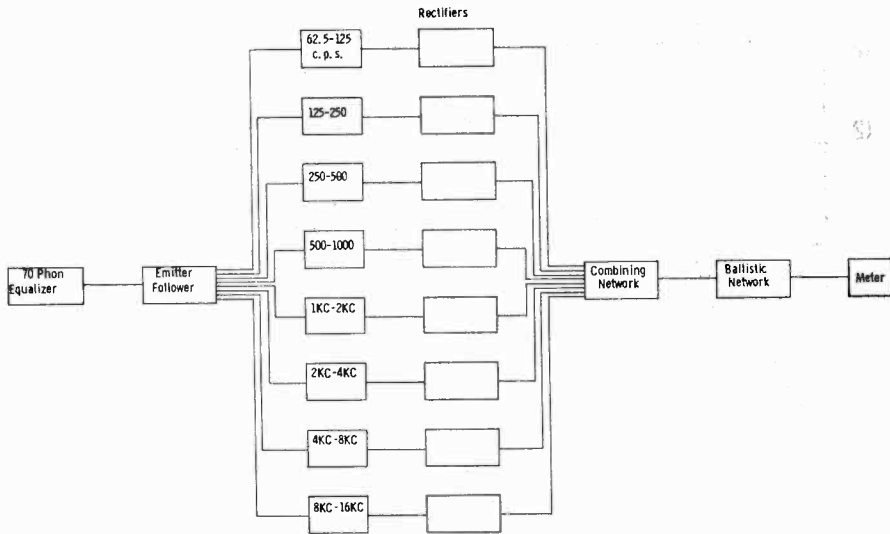 Rectifiers
62.5-125
c.p.s.
125-250
250-500
500-1000
70 Phon
Equalizer
Emitter
Follower
Combining
Network
Ballistic
Network
Meter
1KC-2KC
2KC-4KC
4KC-8KC
8KC-16KC